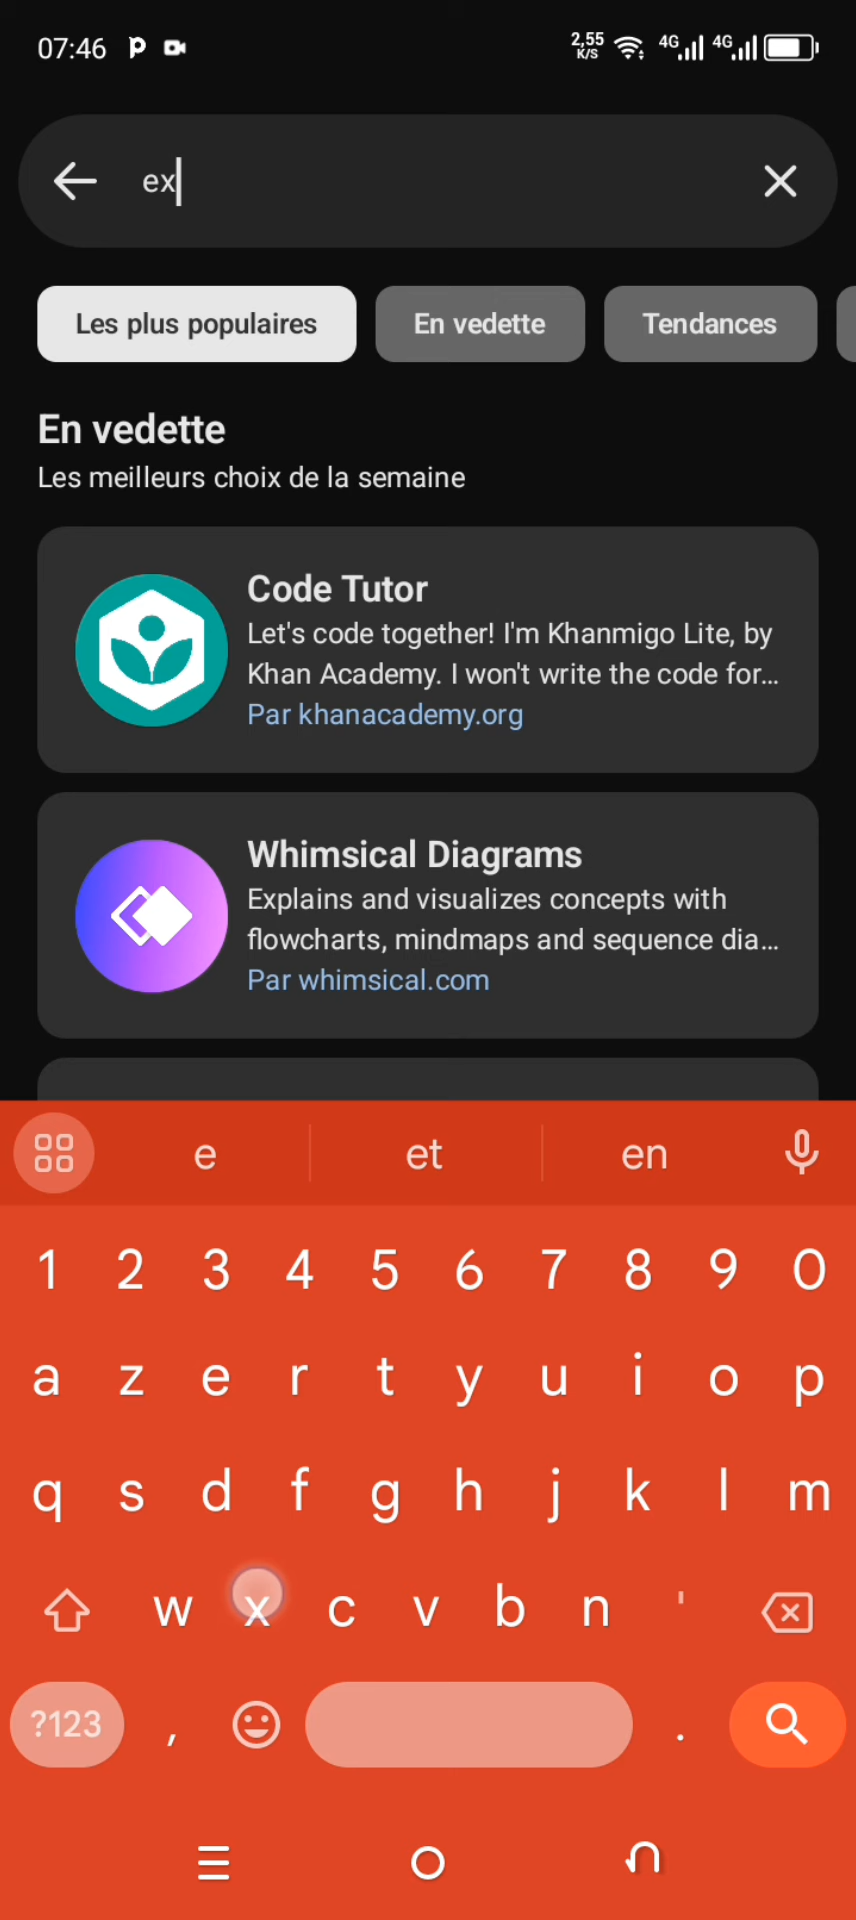 07:46
2,55
K/S
4G
4G
ex
Les plus populaires
En vedette
Tendances
En vedette
Les meilleurs choix de la semaine
Code Tutor
Let's code together! I'm Khanmigo Lite, by
Khan Academy. I won't write the code for...
Par khanacademy.org
Whimsical Diagrams
Explains and visualizes concepts with
flowcharts, mindmaps and sequence dia...
Par whimsical.com
e et en
1 2 3 4 5 6 7 8 9 0
a z e r t y u i o p
q s d f g h j k l m
w x c v b n '
?123 , .